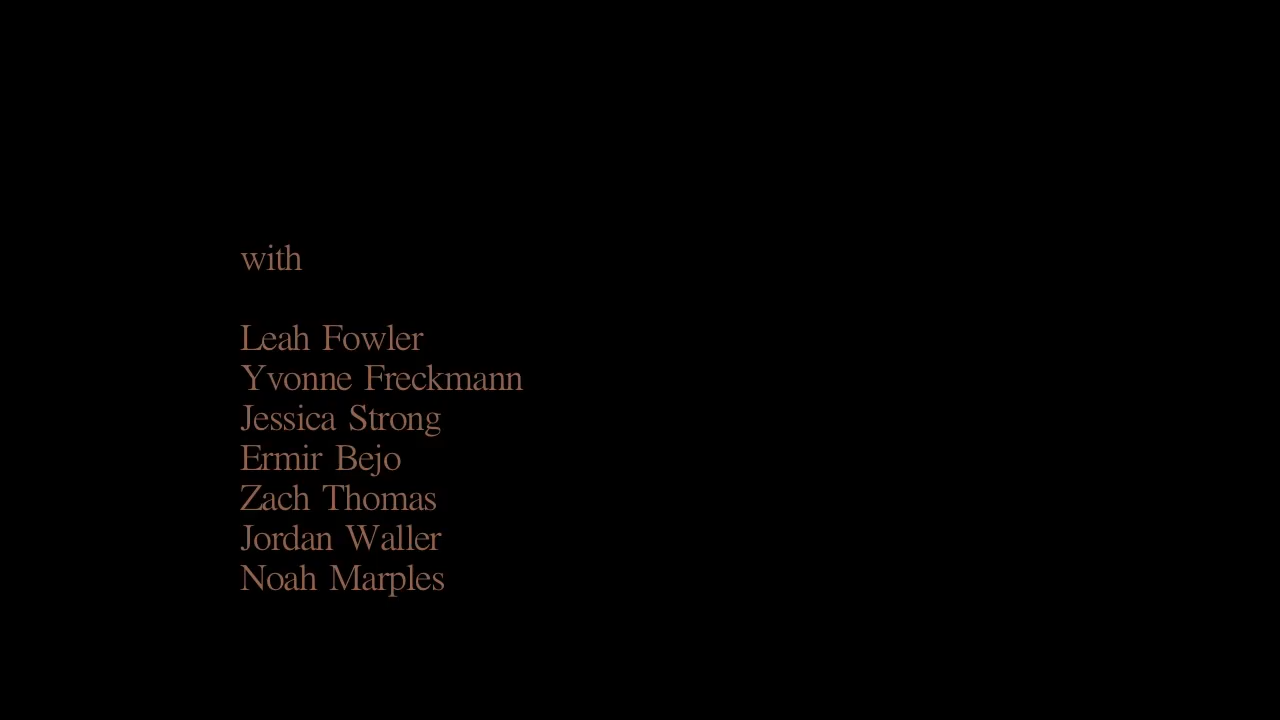 with
Leah Fowler
Yvonne Freckmann
Jessica Strong
Ermir Bejo
Zach Thomas
Jordan Waller
Noah Marples